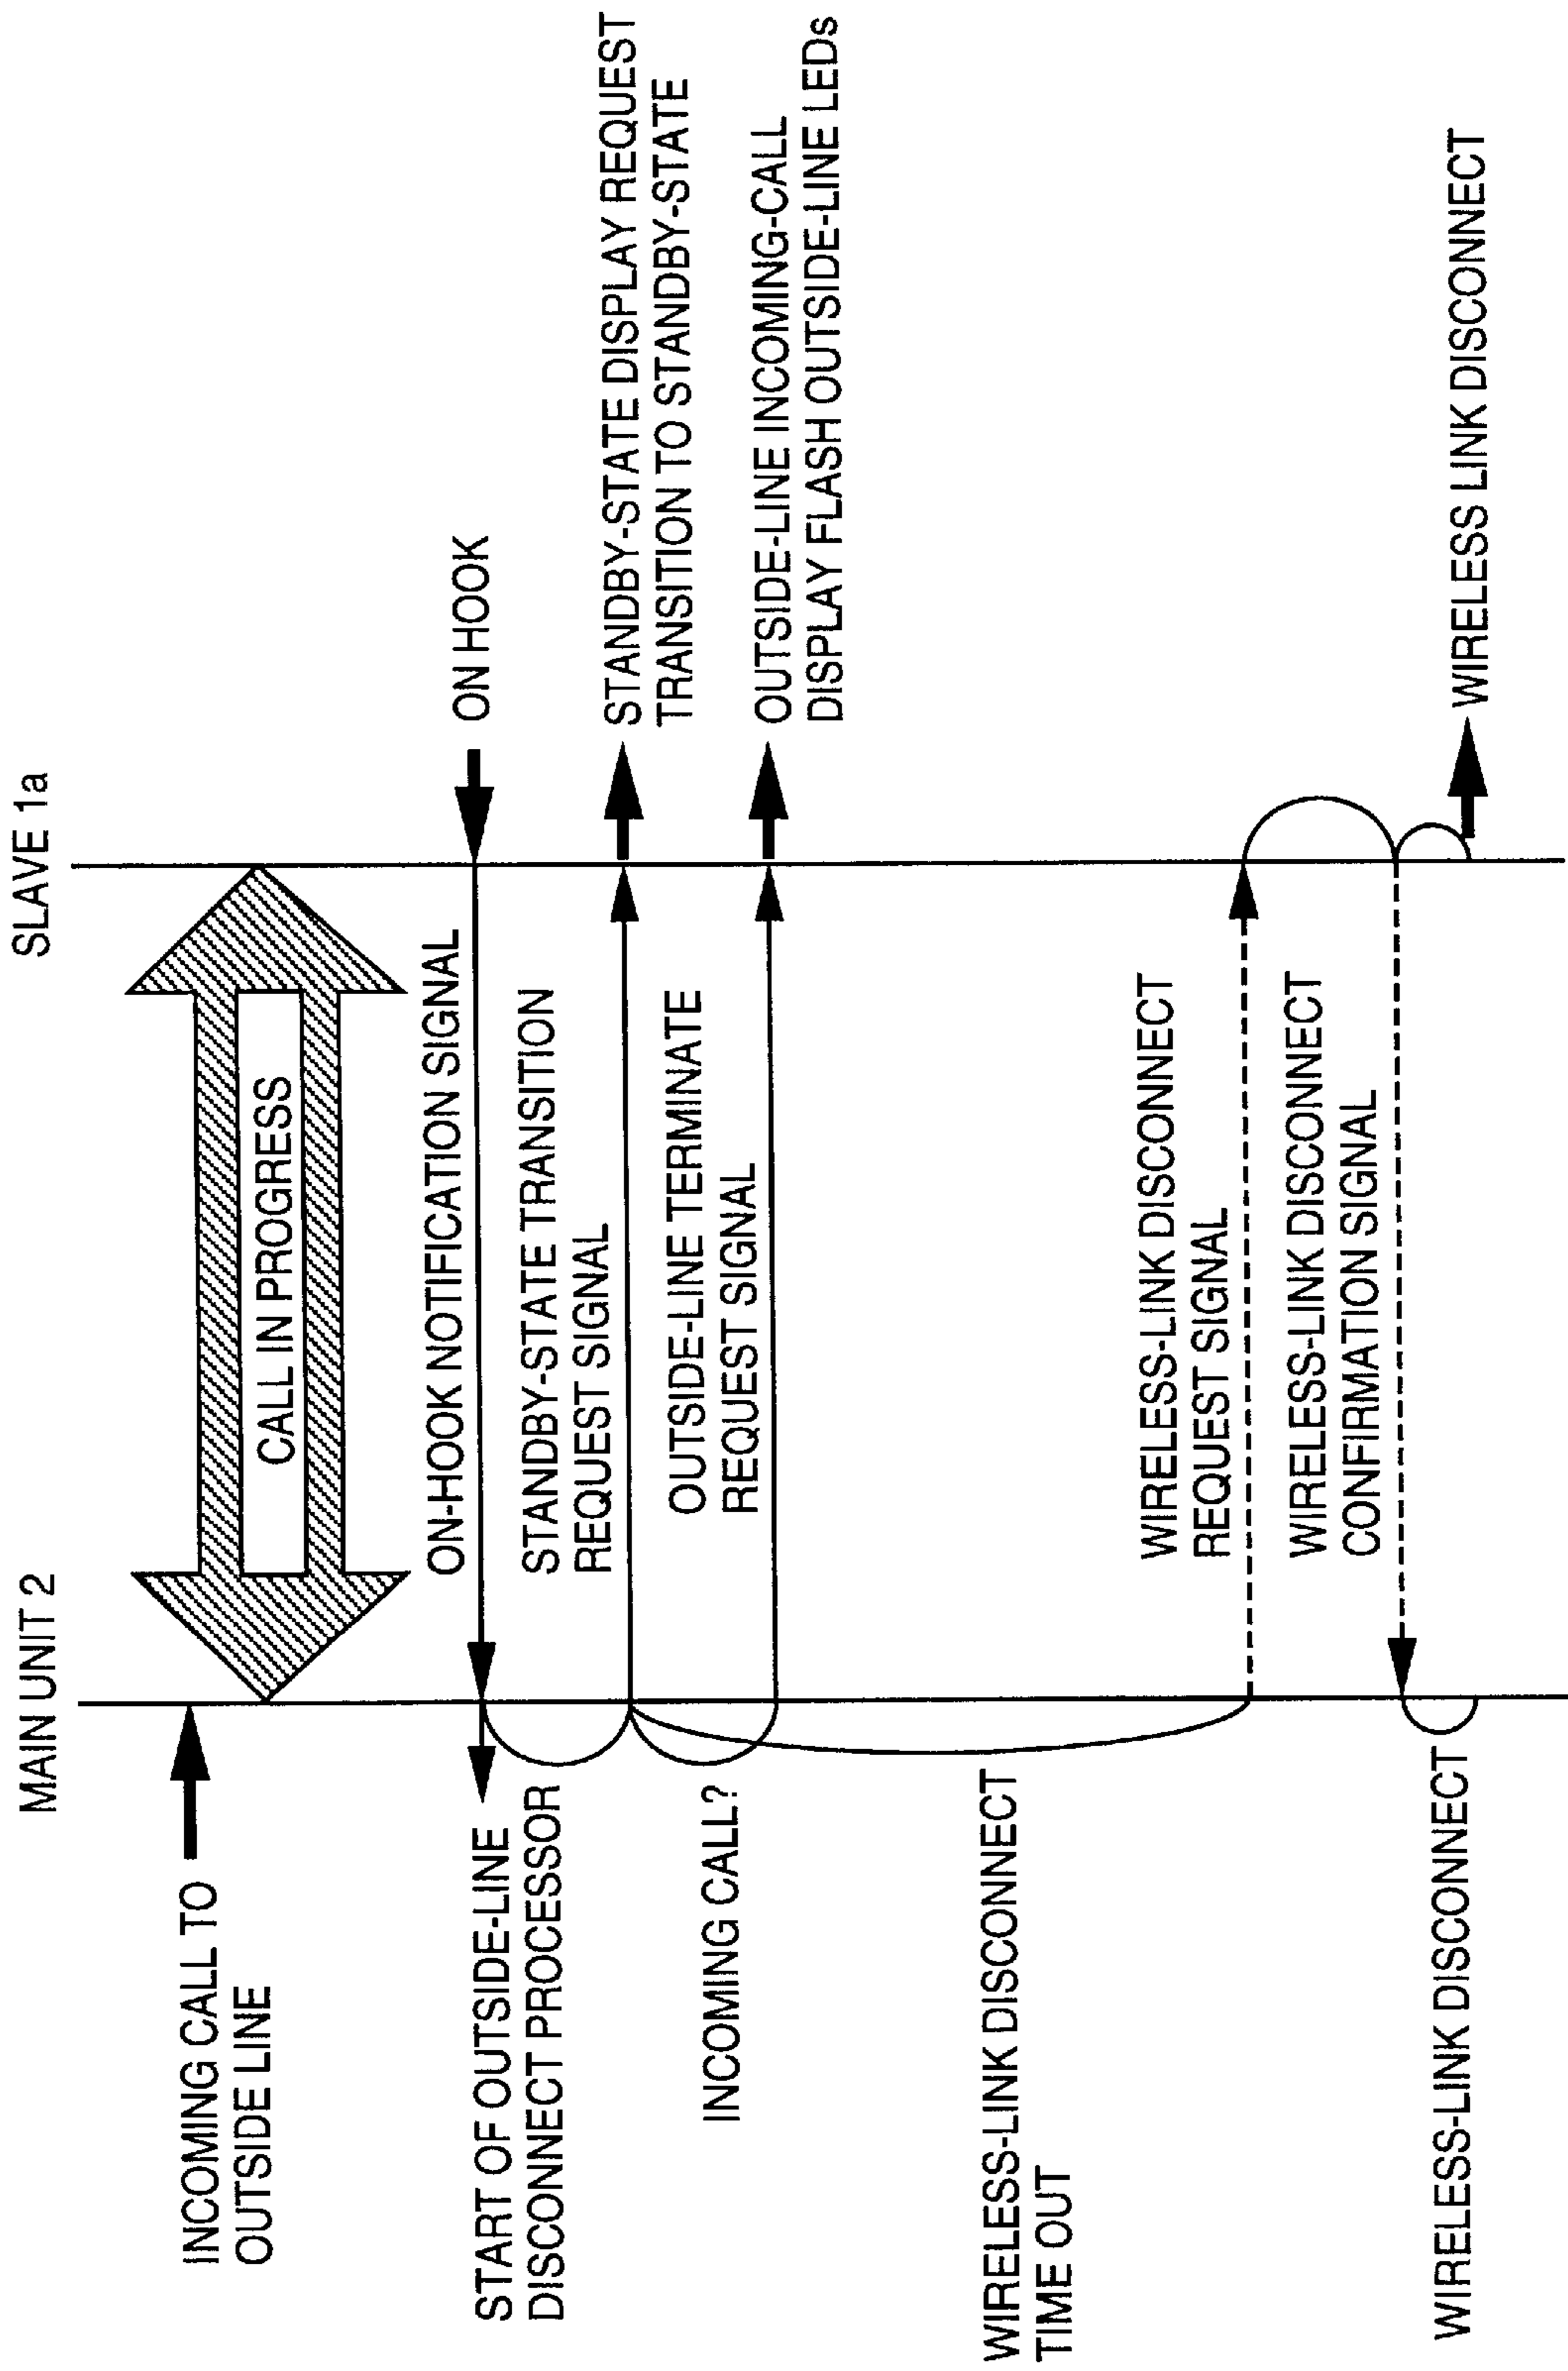 MAIN UNIT 2
SLAVE 1a
INCOMING CALL TO
OUTSIDE LINE
CALL IN PROGRESS
ON-HOOK NOTIFICATION SIGNAL
ON HOOK
START OF OUTSIDE-LINE
DISCONNECT PROCESSOR
STANDBY-STATE TRANSITION
REQUEST SIGNAL
STANDBY-STATE DISPLAY REQUEST
TRANSITION TO STANDBY-STATE
INCOMING CALL?
OUTSIDE-LINE TERMINATE
REQUEST SIGNAL
OUTSIDE-LINE INCOMING-CALL
DISPLAY FLASH OUTSIDE-LINE LEDs
WIRELESS-LINK DISCONNECT
TIME OUT
WIRELESS-LINK DISCONNECT
REQUEST SIGNAL
WIRELESS-LINK DISCONNECT
CONFIRMATION SIGNAL
WIRELESS-LINK DISCONNECT
WIRELESS LINK DISCONNECT